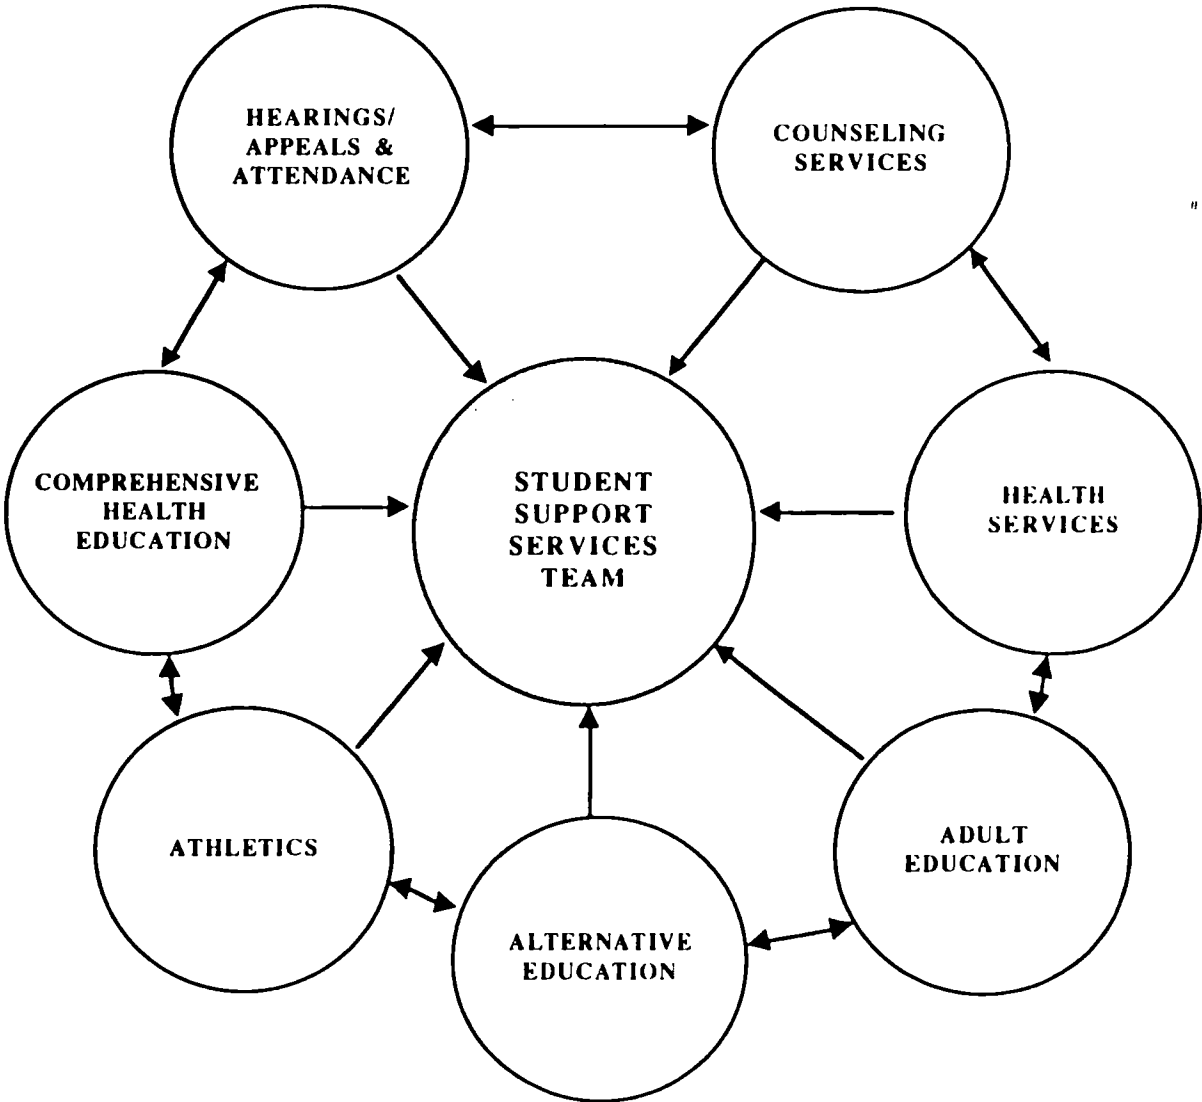 HEARINGS/
APPEALS &
ATTENDANCE
COUNSELING
SERVICES
"
COMPREHENSIVE
HEALTH
EDUCATION
STUDENT
SUPPORT
SERVICES
TEAM
HEALTH
SERVICES
ATHLETICS
ALTERNATIVE
EDUCATION
ADULT
EDUCATION